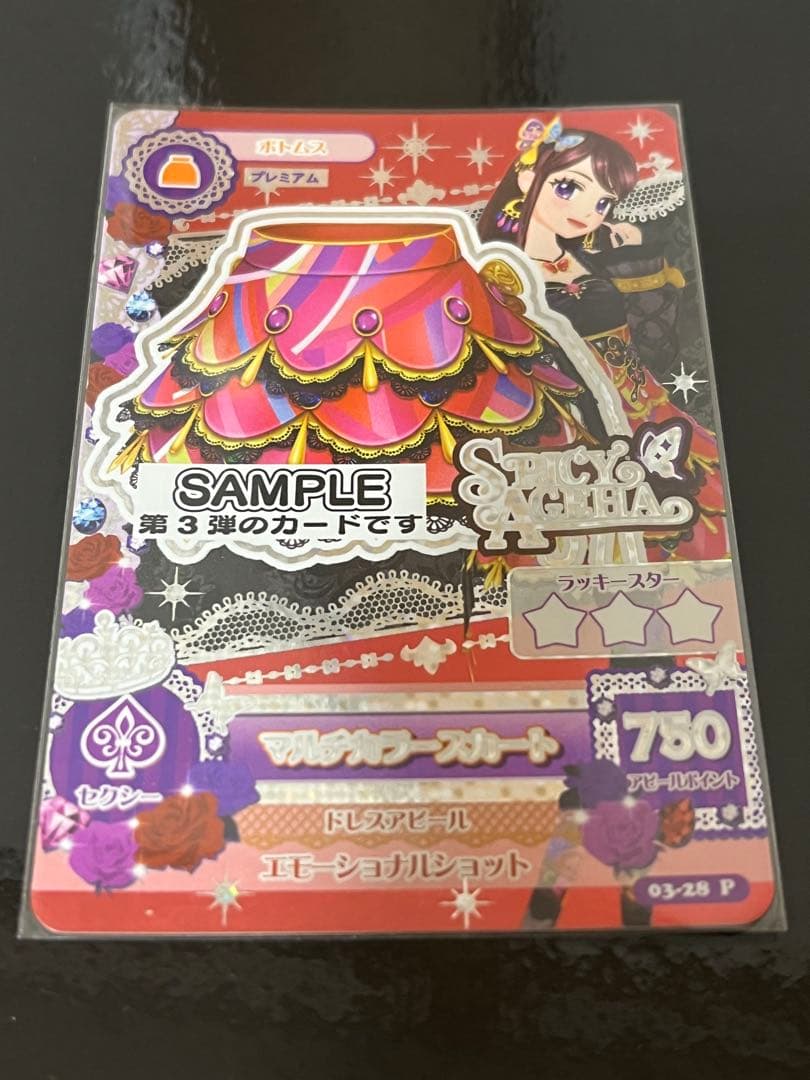 ボトムス
プレミアム
SAMPLE
第3弾のカードです
SPICY
AGEHA
ラッキースター
マルチカラースカート
750
アピールポイント
セクシー
ドレスアピール
エモーショナルショット
03-28 P